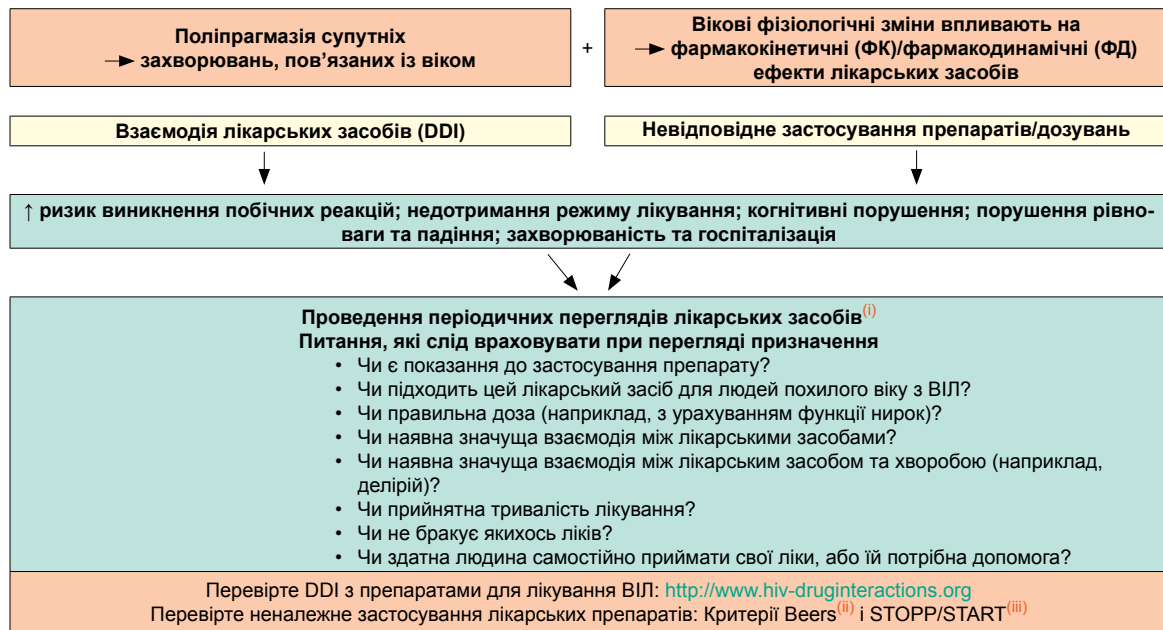 Поліпрагмазія супутніх
→ захворювань, пов’язаних із віком
+
Вікові фізіологічні зміни впливають на
→ фармакокінетичні (ФК)/фармакодинамічні (ФД)
ефекти лікарських засобів
Взаємодія лікарських засобів (DDI)
Невідповідне застосування препаратів/дозувань
↑ ризик виникнення побічних реакцій; недотримання режиму лікування; когнітивні порушення; порушення рівно-
ваги та падіння; захворюваність та госпіталізація
Проведення періодичних переглядів лікарських засобів(i)
Питання, які слід враховувати при перегляді призначення
• Чи є показання до застосування препарату?
• Чи підходить цей лікарський засіб для людей похилого віку з ВІЛ?
• Чи правильна доза (наприклад, з урахуванням функції нирок)?
• Чи наявна значуща взаємодія між лікарськими засобами?
• Чи наявна значуща взаємодія між лікарським засобом та хворобою (наприклад,
делірій)?
• Чи прийнятна тривалість лікування?
• Чи не бракує якихось ліків?
• Чи здатна людина самостійно приймати свої ліки, або їй потрібна допомога?
Перевірте DDI з препаратами для лікування ВІЛ: http://www.hiv-druginteractions.org
Перевірте неналежне застосування лікарських препаратів: Критерії Beers(ii) і STOPP/START(iii)